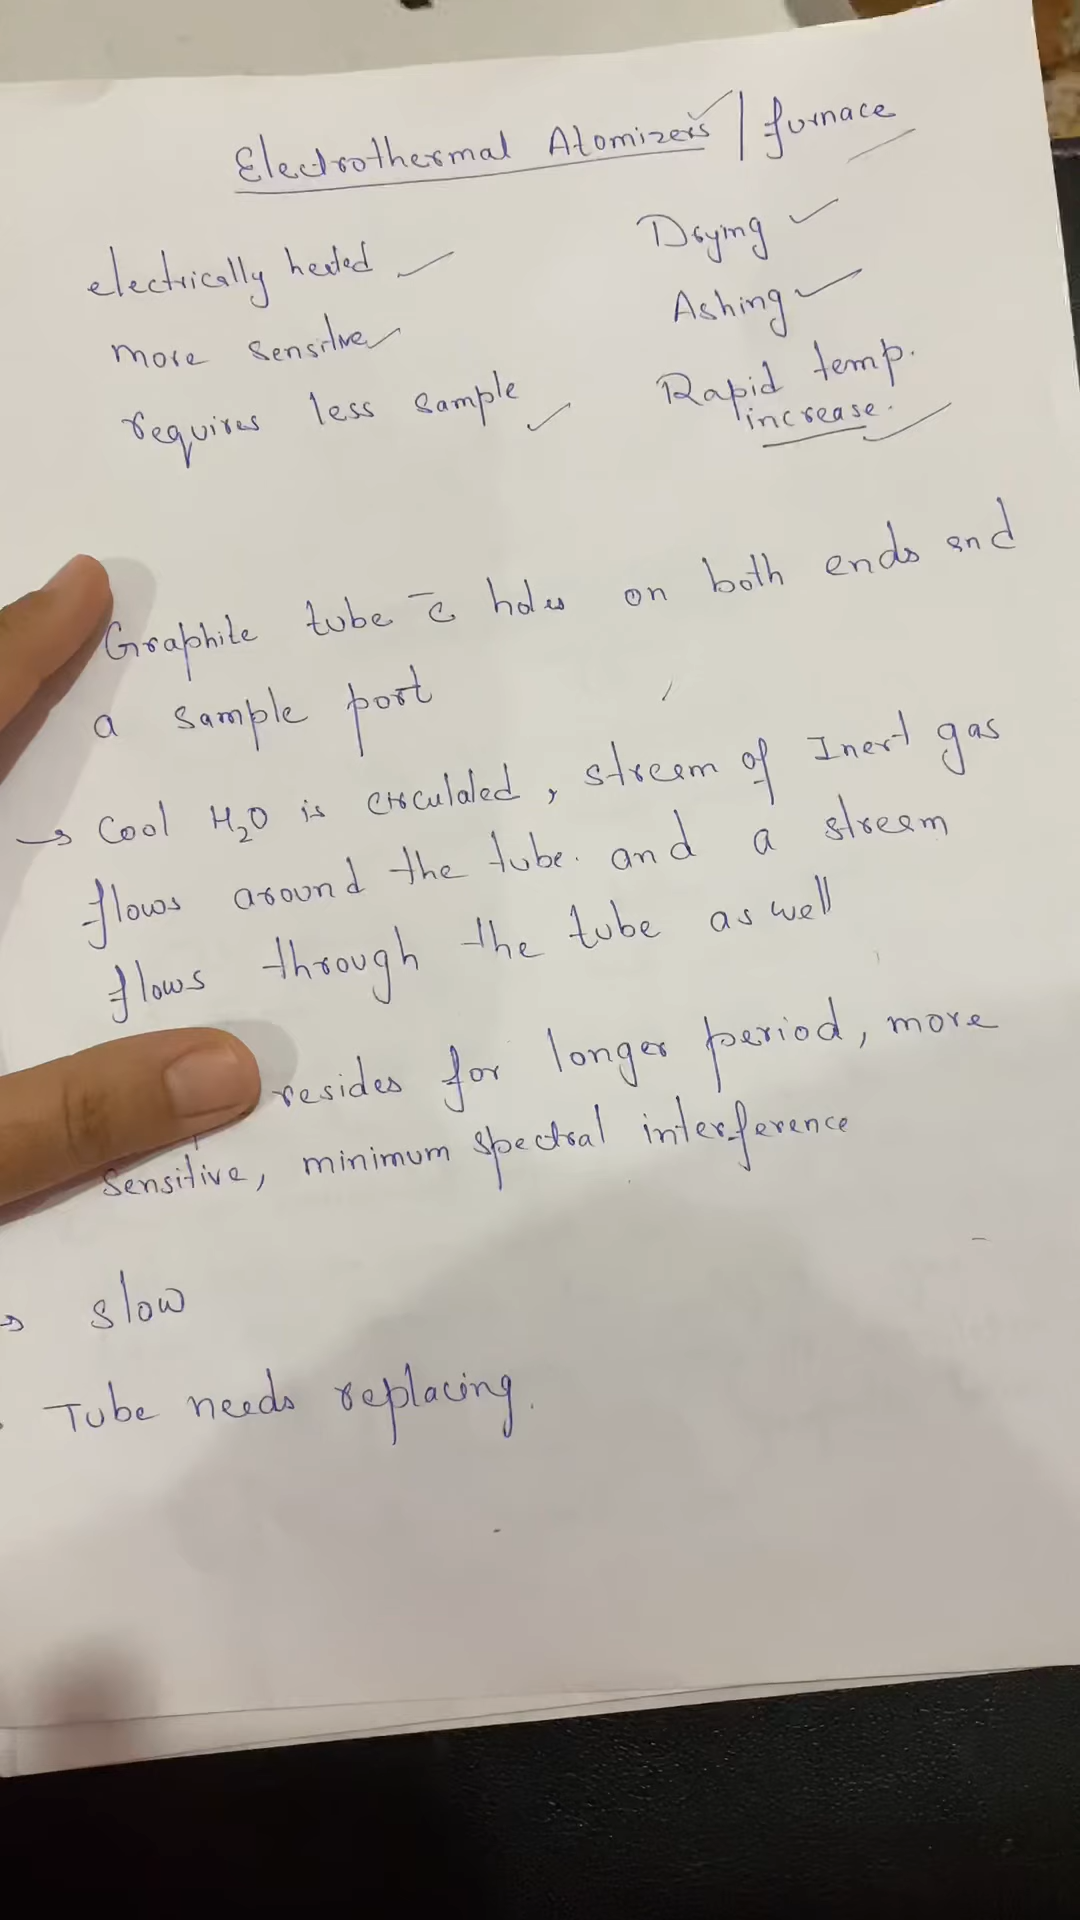 Electrothermal Atomizers / furnace
electrically heated
more sensitive
requires less sample
Drying
Ashing
Rapid temp.
increase.
Graphite tube c̄ holes on both ends and
a sample port
→ Cool H₂O is circulated, stream of Inert gas
flows around the tube. and a stream
flows through the tube as well
resides for longer period, more
sensitive, minimum spectral interference
→ slow
Tube needs replacing.